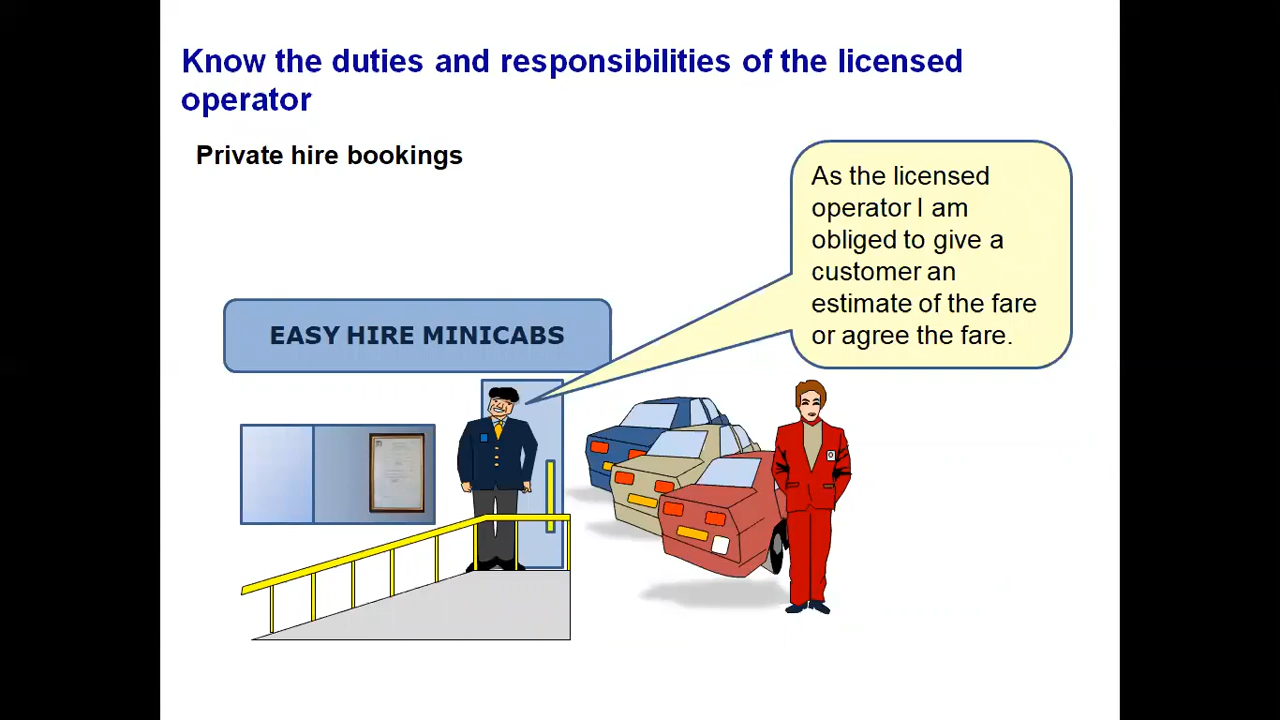 Know the duties and responsibilities of the licensed
operator
Private hire bookings
As the licensed
operator I am
obliged to give a
customer an
estimate of the fare
or agree the fare.
EASY HIRE MINICABS